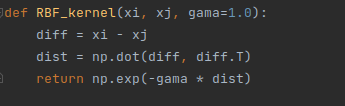 def RBF_kernel(xi, xj, gama=1.0):
    diff = xi - xj
    dist = np.dot(diff, diff.T)
    return np.exp(-gama * dist)